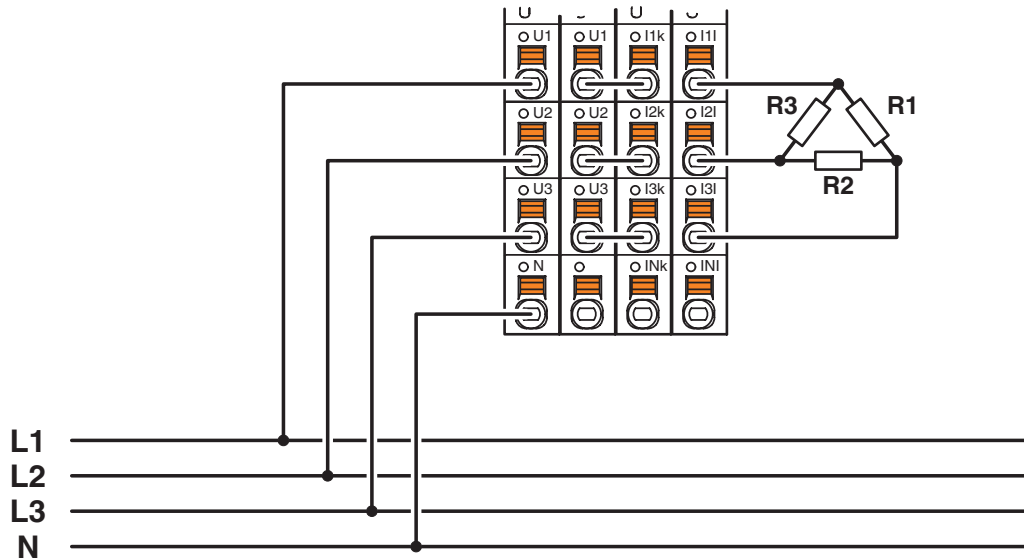 U1 U1 I1k I1l
R3 R1
U2 U2 I2k I2l
R2
U3 U3 I3k I3l
N INk INl
L1
L2
L3
N